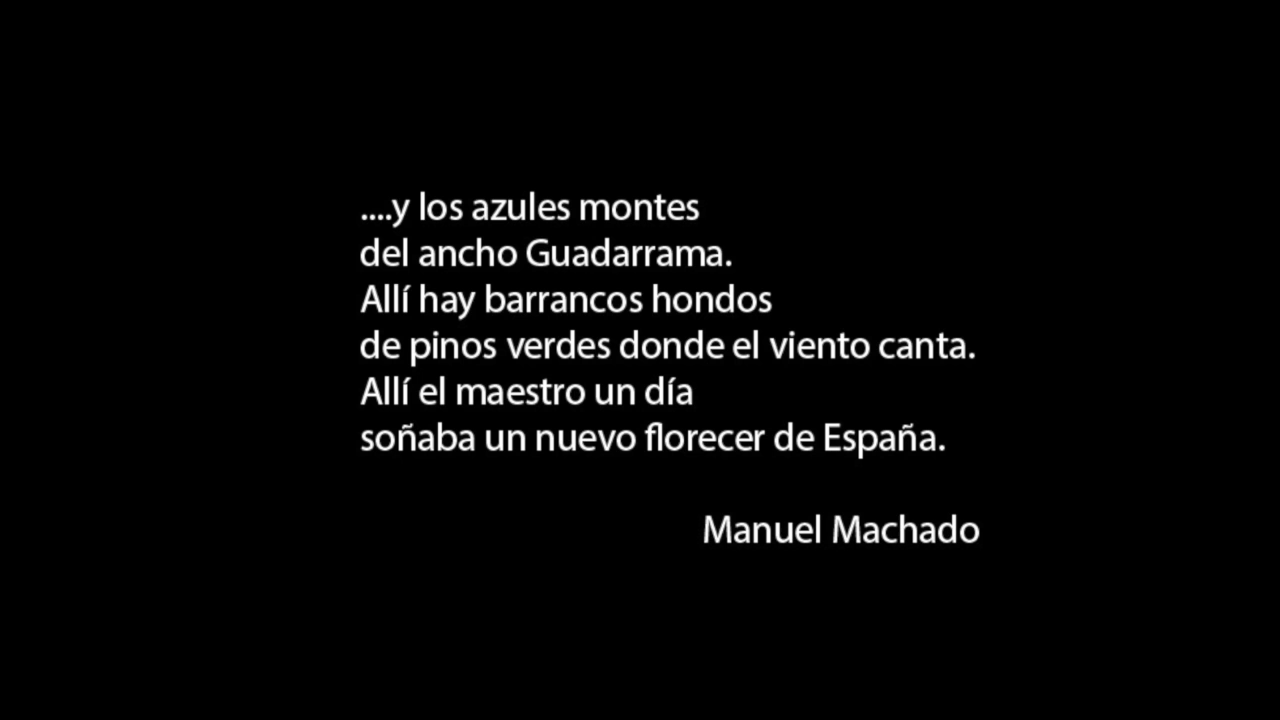 ....y los azules montes
del ancho Guadarrama.
Allí hay barrancos hondos
de pinos verdes donde el viento canta.
Allí el maestro un día
soñaba un nuevo florecer de España.
Manuel Machado